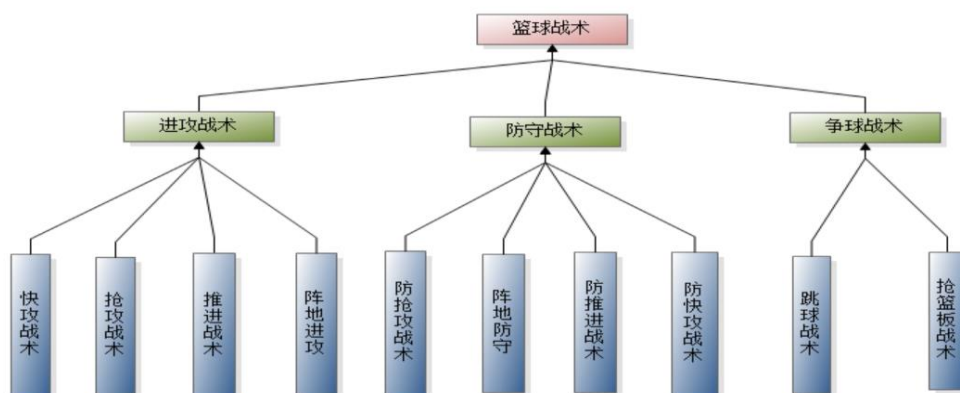 篮球战术
进攻战术
防守战术
争球战术
快攻战术
抢攻战术
推进战术
阵地进攻
防抢攻战术
阵地防守
防推进战术
防快攻战术
跳球战术
抢篮板战术